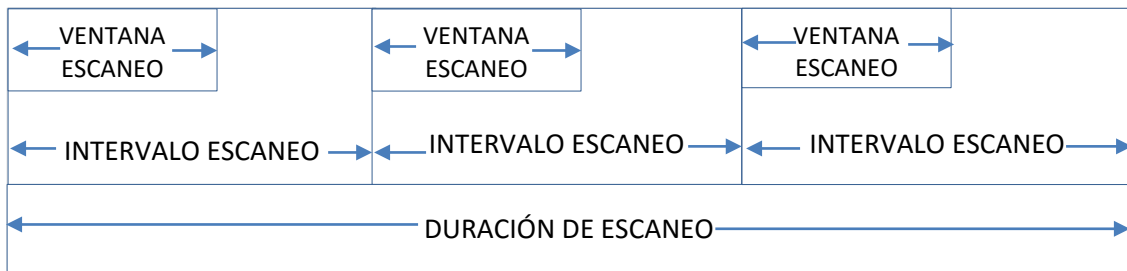 VENTANA
ESCANEO
VENTANA
ESCANEO
VENTANA
ESCANEO
INTERVALO ESCANEO
INTERVALO ESCANEO
INTERVALO ESCANEO
DURACIÓN DE ESCANEO